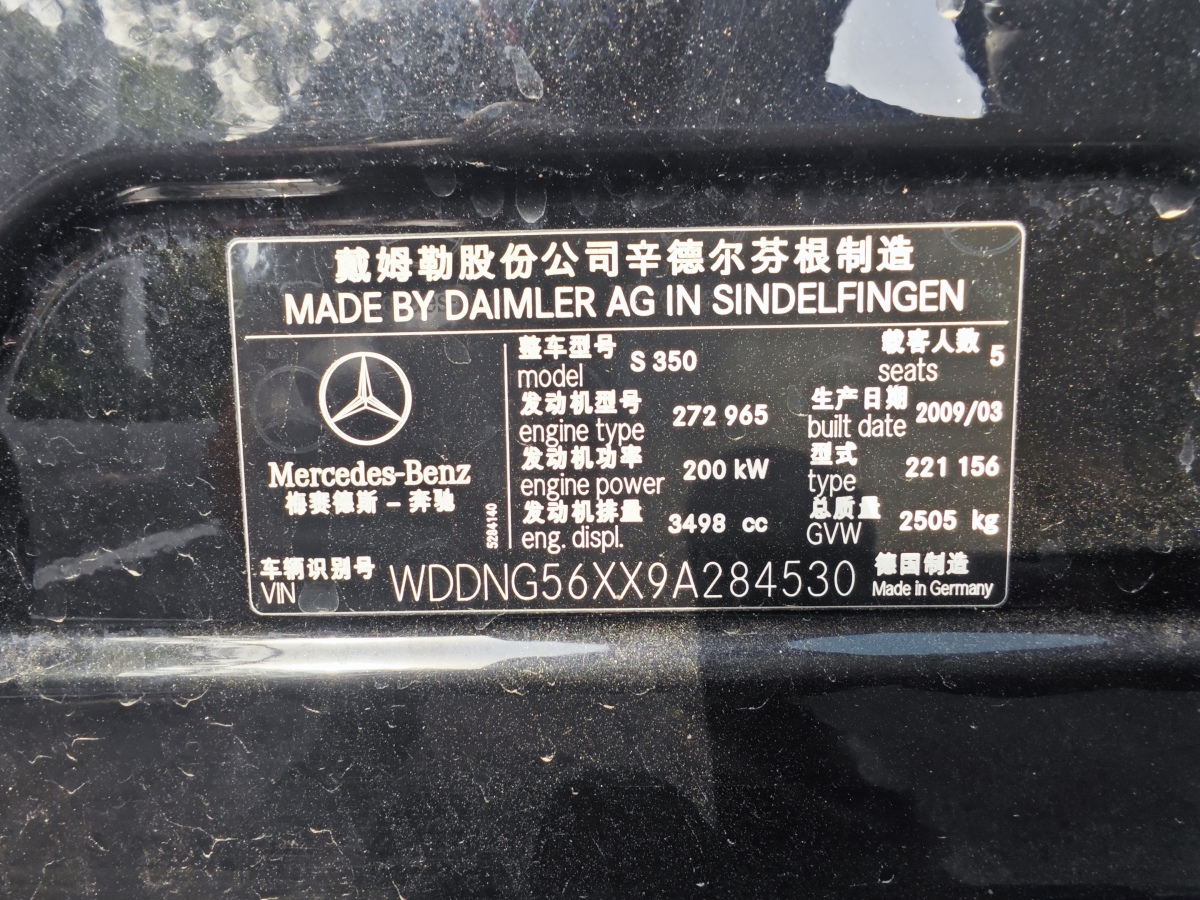 戴姆勒股份公司辛德尔芬根制造
MADE BY DAIMLER AG IN SINDELFINGEN
Mercedes-Benz
梅赛德斯－奔驰
5284140
整车型号 model S 350
载客人数 seats 5
发动机型号 engine type 272 965
生产日期 built date 2009/03
发动机功率 engine power 200 kW
型式 type 221 156
发动机排量 eng. displ. 3498 cc
总质量 GVW 2505 kg
车辆识别号 VIN WDDNG56XX9A284530
德国制造
Made in Germany